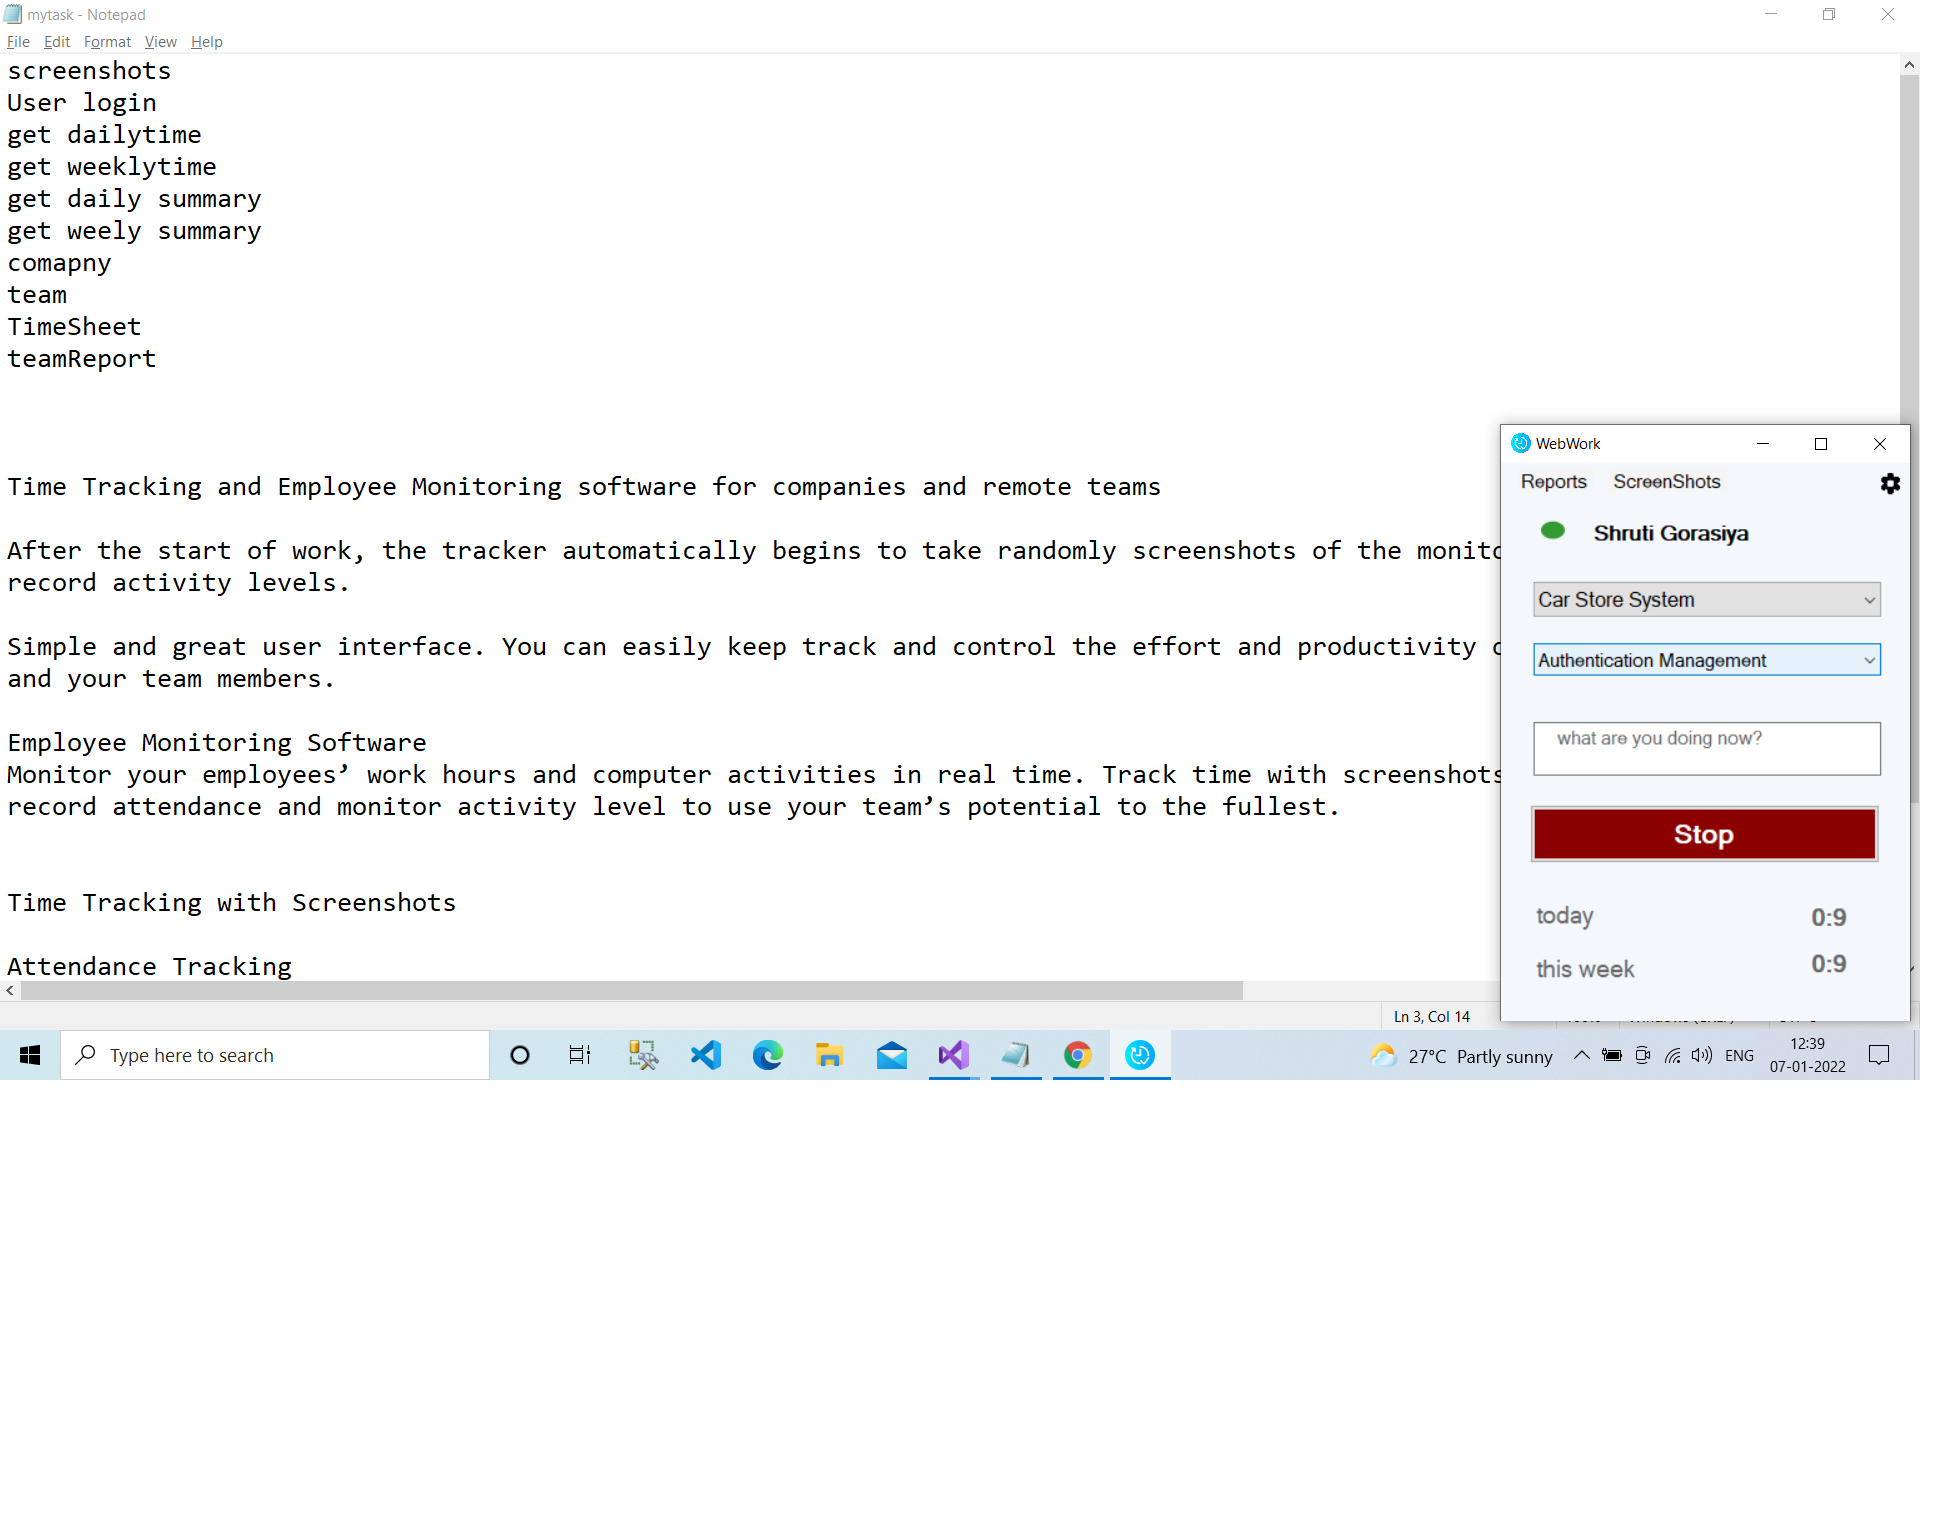 mytask - Notepad
File Edit Format View Help
screenshots
User login
get dailytime
get weeklytime
get daily summary
get weely summary
comapny
team
TimeSheet
teamReport
Time Tracking and Employee Monitoring software for companies and remote teams
After the start of work, the tracker automatically begins to take randomly screenshots of the
record activity levels.
Simple and great user interface. You can easily keep track and control the effort and productivity
and your team members.
Employee Monitoring Software
Monitor your employees’ work hours and computer activities in real time. Track time with screenshots
record attendance and monitor activity level to use your team’s potential to the fullest.
Time Tracking with Screenshots
Attendance Tracking
Ln 3, Col 14
WebWork
Reports ScreenShots
Shruti Gorasiya
Car Store System
Authentication Management
what are you doing now?
Stop
today 0:9
this week 0:9
Type here to search
27°C Partly sunny
ENG
12:39
07-01-2022